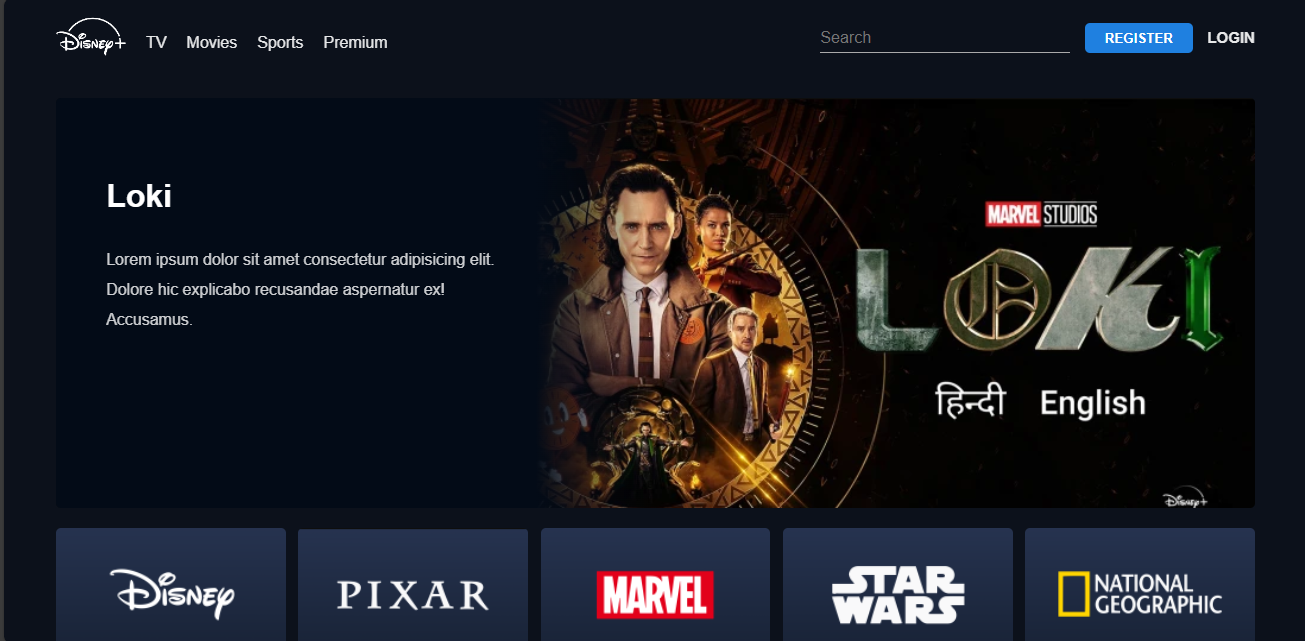 Disney+
TV Movies Sports Premium
Search
REGISTER
LOGIN
Loki
Lorem ipsum dolor sit amet consectetur adipisicing elit.
Dolore hic explicabo recusandae aspernatur ex!
Accusamus.
MARVEL STUDIOS
LOKI
हिन्दी English
Disney+
Disney
PIXAR
MARVEL
STAR
WARS
NATIONAL
GEOGRAPHIC